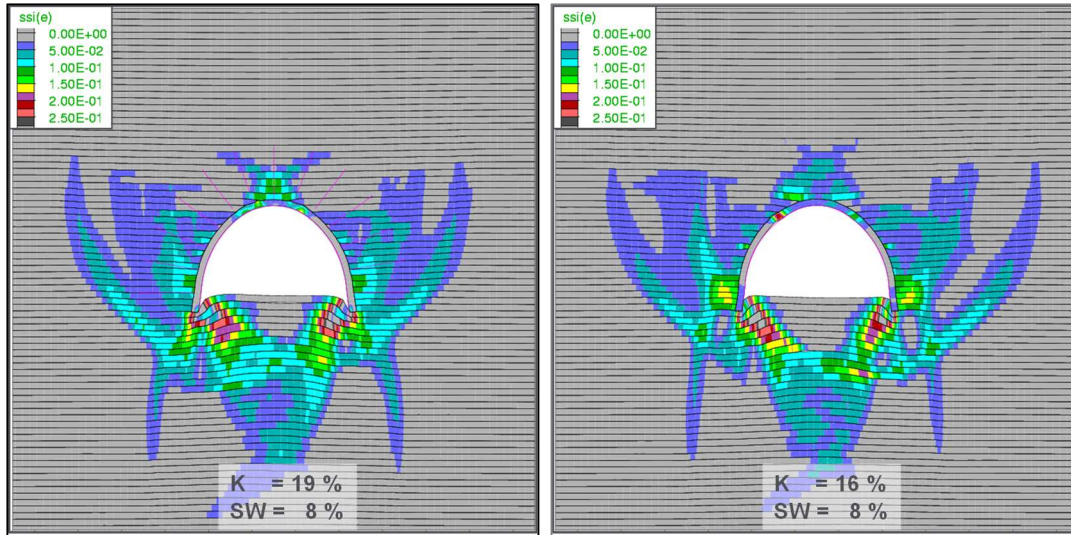 ssi(e)
0.00E+00
5.00E-02
1.00E-01
1.50E-01
2.00E-01
2.50E-01
K = 19 %
SW = 8 %
ssi(e)
0.00E+00
5.00E-02
1.00E-01
1.50E-01
2.00E-01
2.50E-01
K = 16 %
SW = 8 %